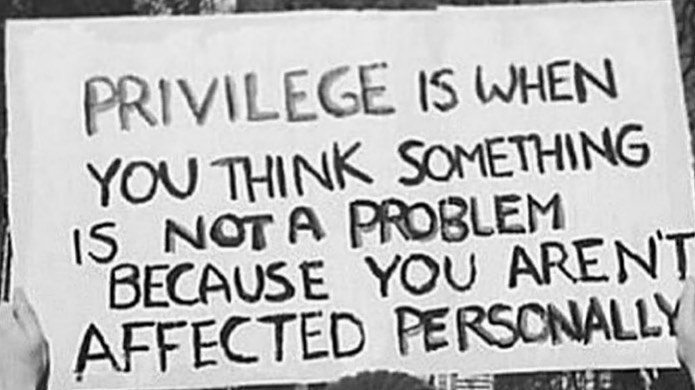 PRIVILEGE IS WHEN
YOU THINK SOMETHING
IS NOT A PROBLEM
BECAUSE YOU AREN'T
AFFECTED PERSONALLY